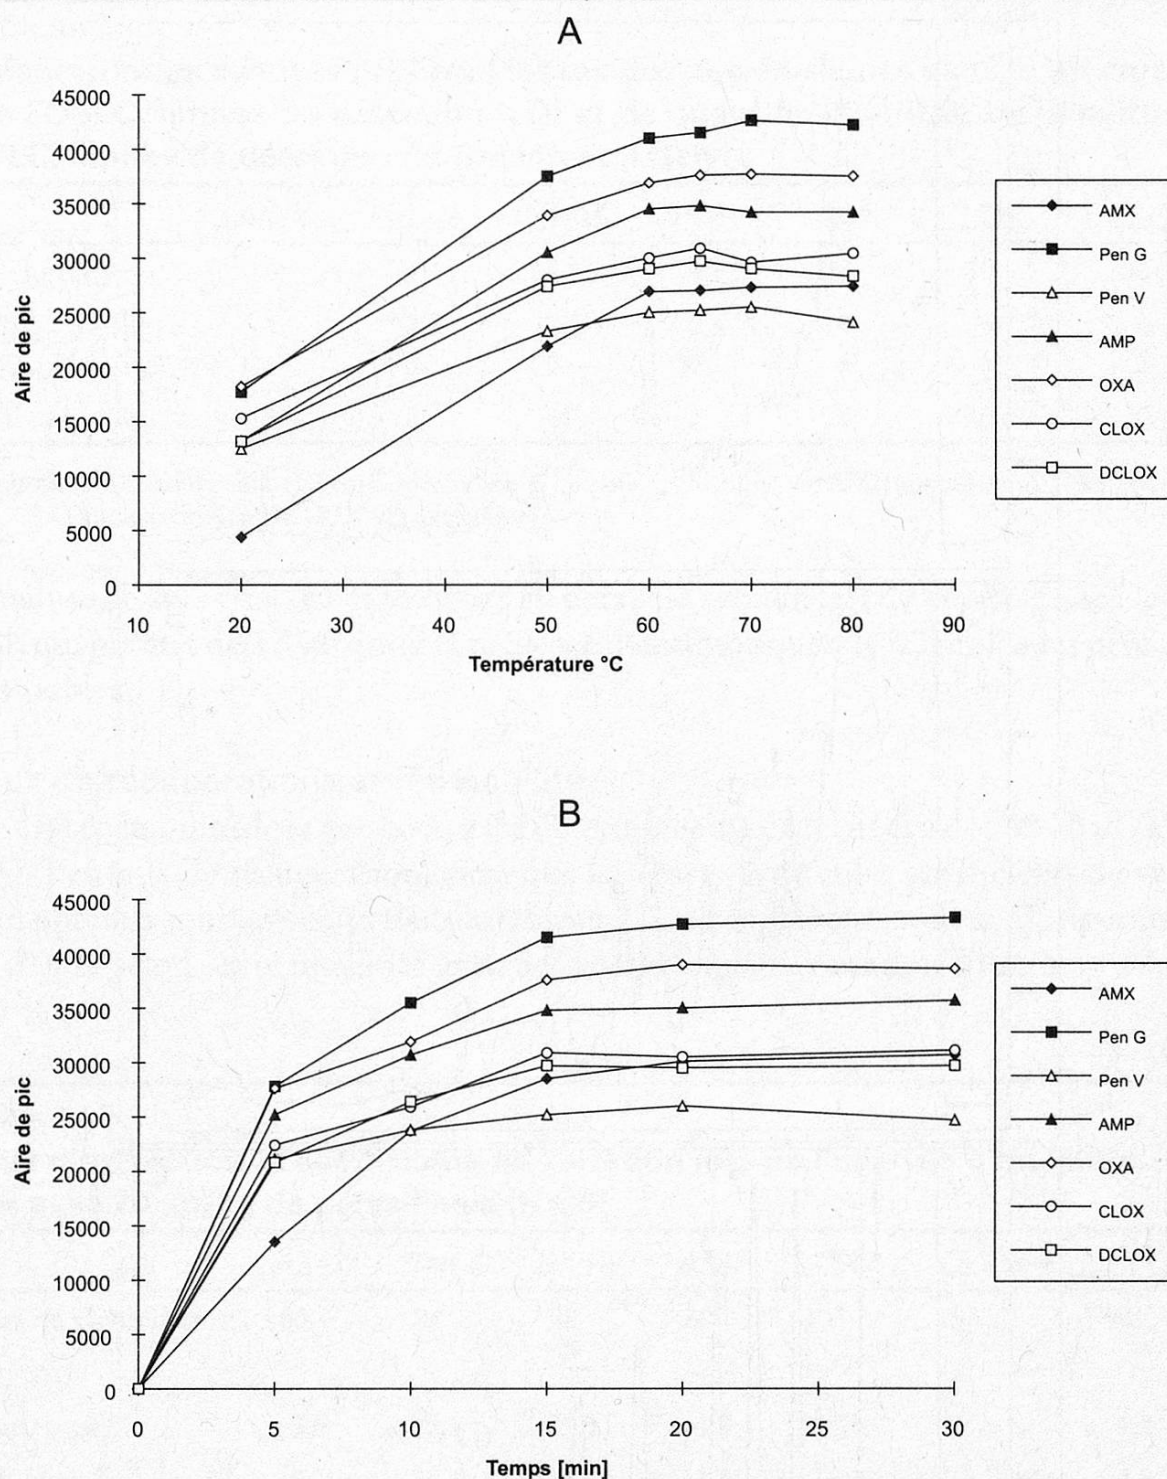 A
45000
40000
35000
30000
25000
20000
15000
10000
5000
0
Aire de pic
10 20 30 40 50 60 70 80 90
Température °C
AMX
Pen G
Pen V
AMP
OXA
CLOX
DCLOX
B
45000
40000
35000
30000
25000
20000
15000
10000
5000
0
Aire de pic
0 5 10 15 20 25 30
Temps [min]
AMX
Pen G
Pen V
AMP
OXA
CLOX
DCLOX